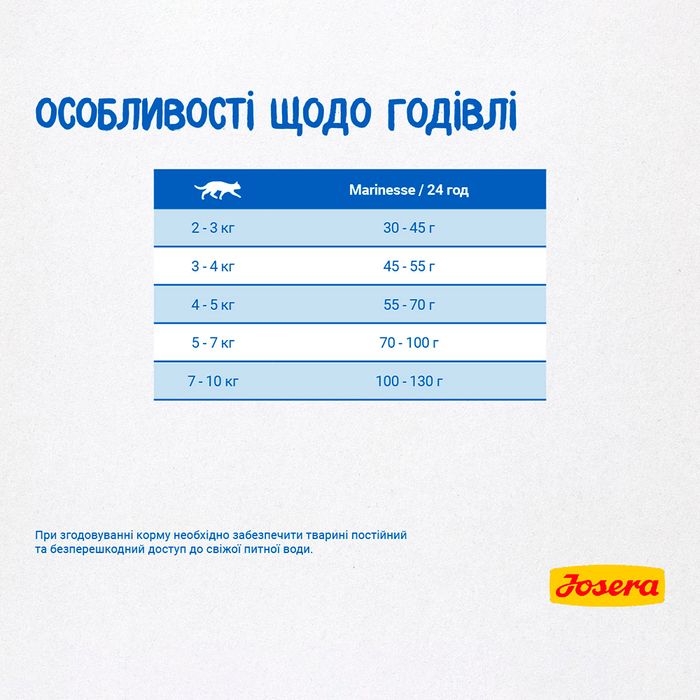 ОСОБЛИВОСТІ ЩОДО ГОДІВЛІ
Marinesse / 24 год
2 - 3 кг 30 - 45 г
3 - 4 кг 45 - 55 г
4 - 5 кг 55 - 70 г
5 - 7 кг 70 - 100 г
7 - 10 кг 100 - 130 г
При згодовуванні корму необхідно забезпечити тварині постійний
та безперешкодний доступ до свіжої питної води.
Josera